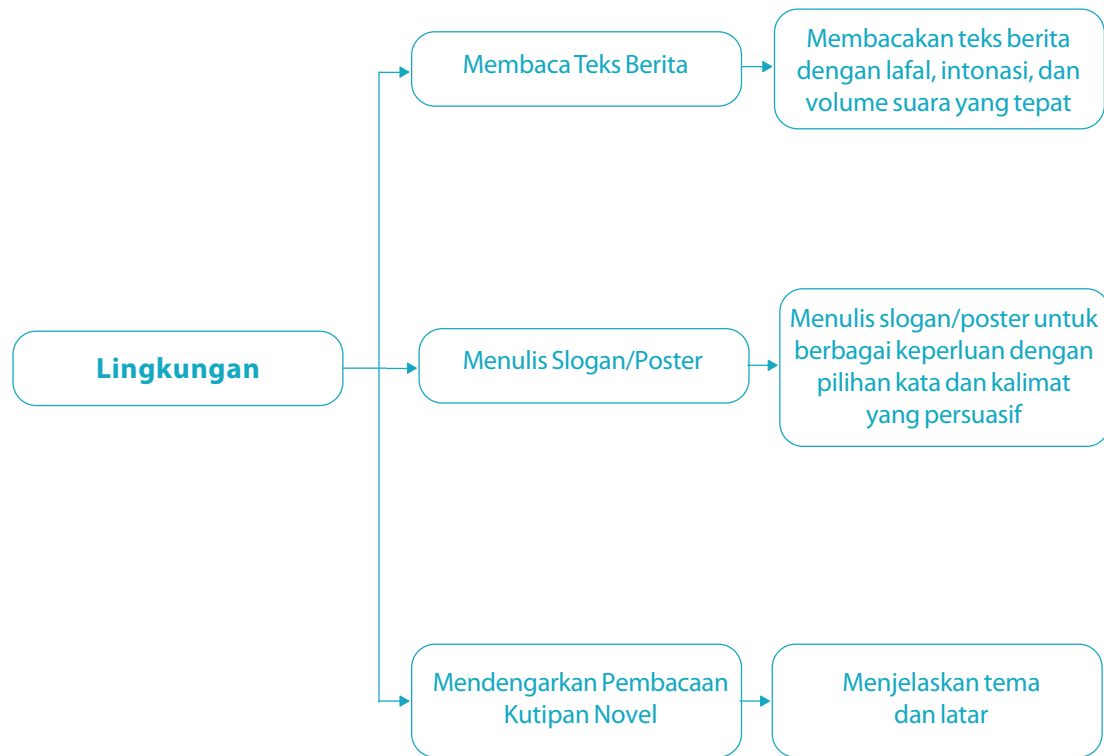 Membaca Teks Berita
Membacakan teks berita
dengan lafal, intonasi, dan
volume suara yang tepat
Lingkungan
Menulis Slogan/Poster
Menulis slogan/poster untuk
berbagai keperluan dengan
pilihan kata dan kalimat
yang persuasif
Mendengarkan Pembacaan
Kutipan Novel
Menjelaskan tema
dan latar